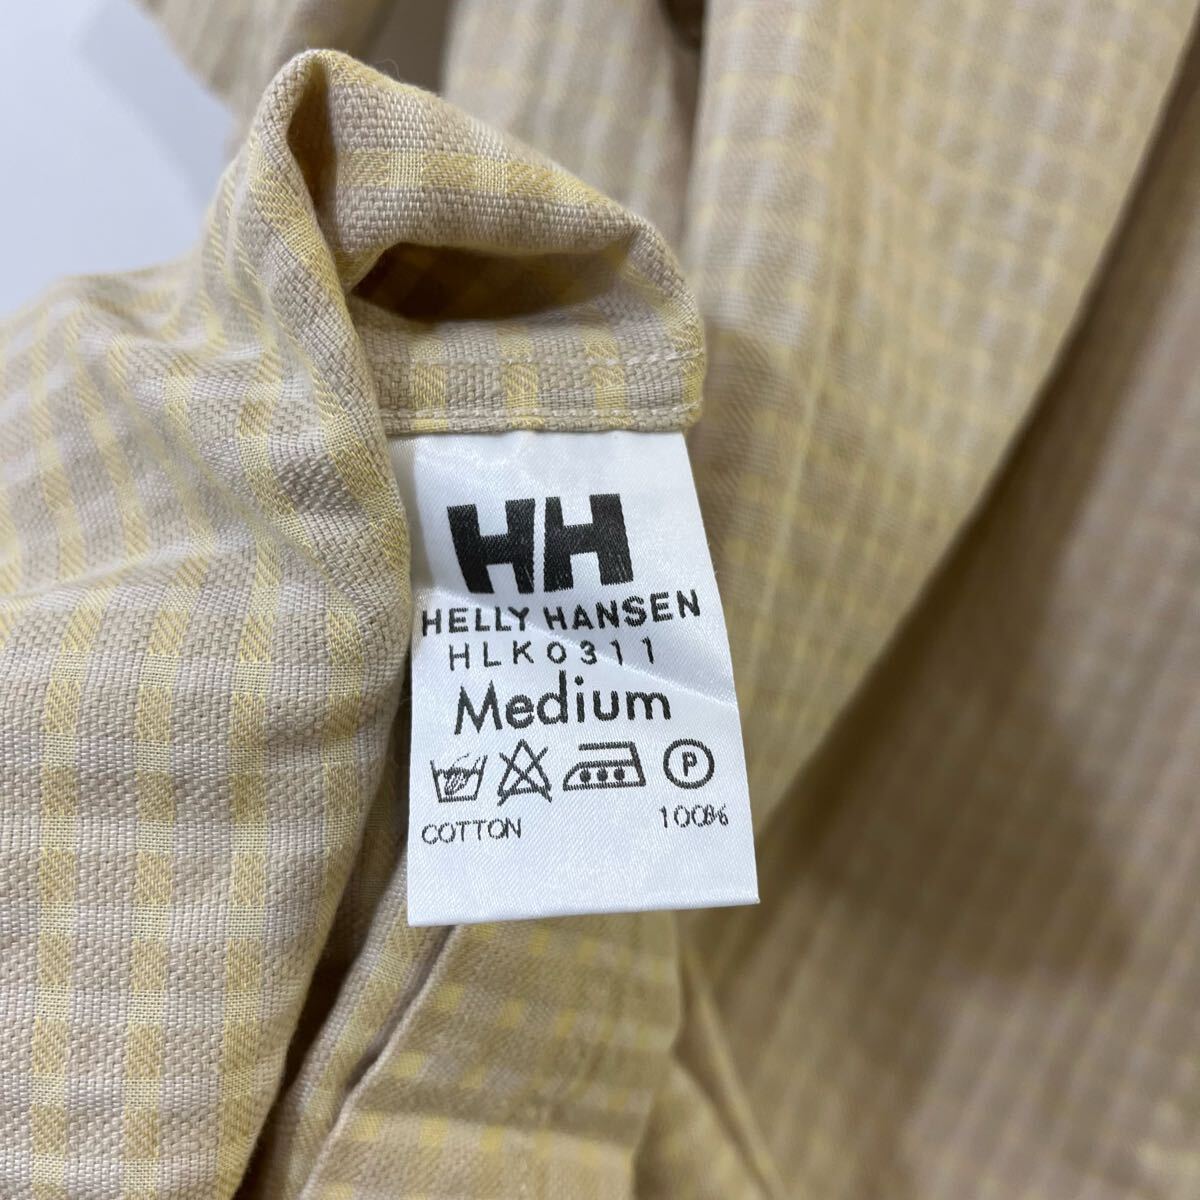 HH
HELLY HANSEN
HLK0311
Medium
P
COTTON 100%